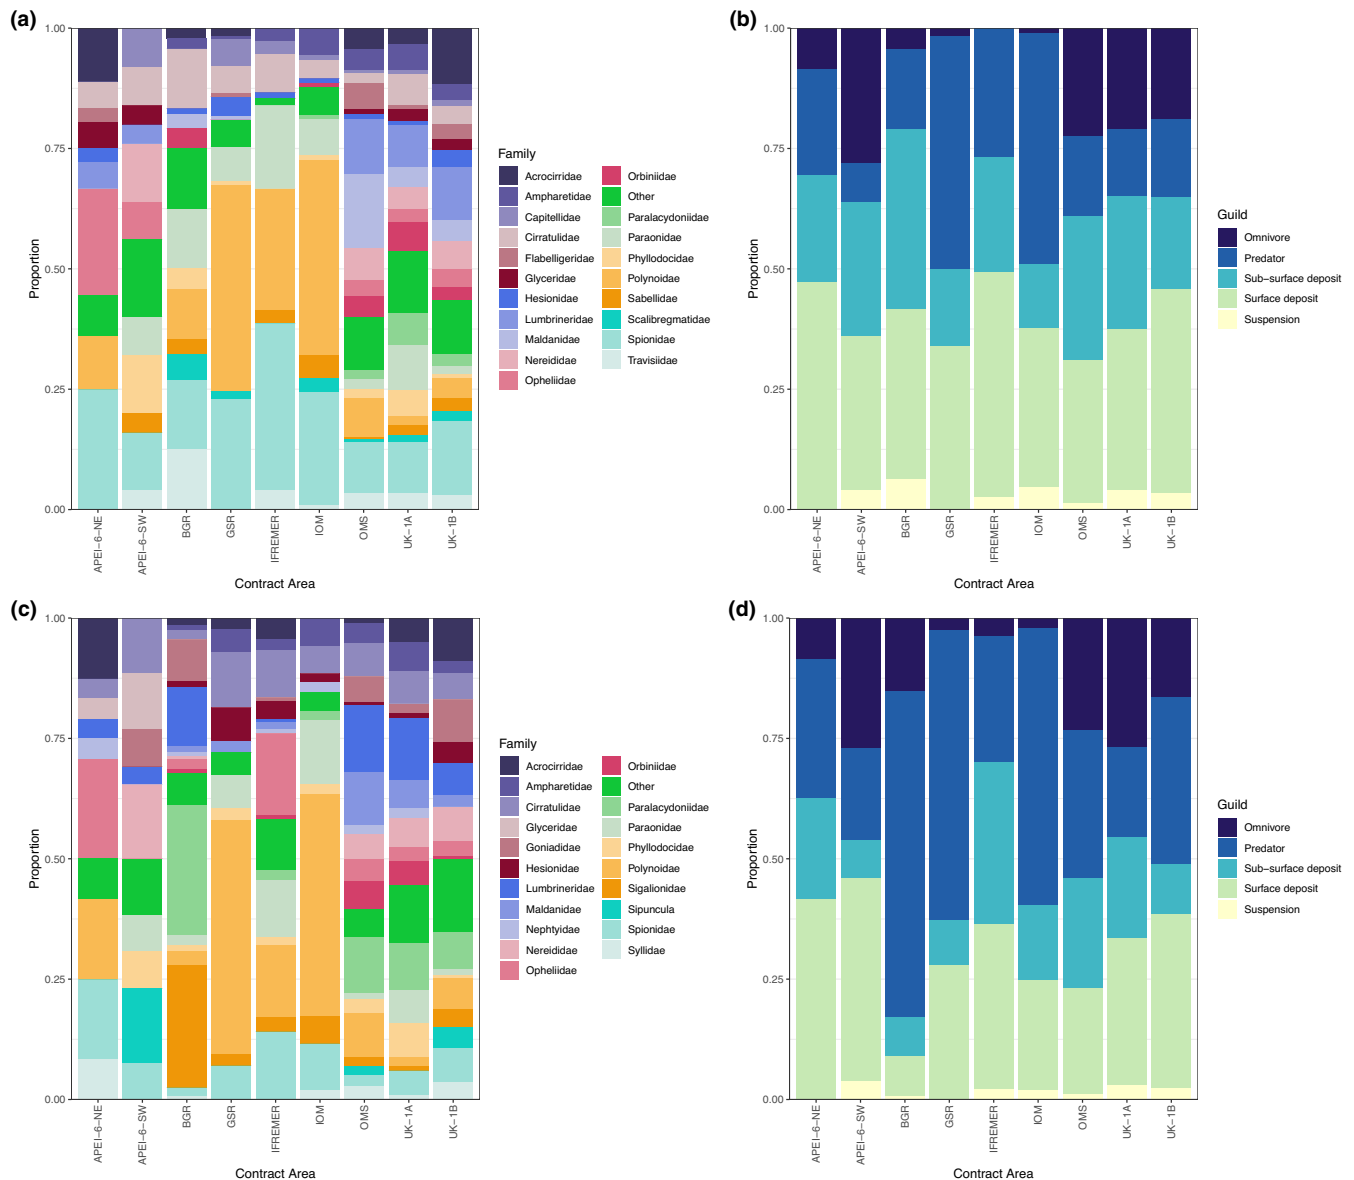 (a)
1.00
0.75
0.50
0.25
0.00
Proportion
APEI−6−NE
APEI−6−SW
BGR
GSR
IFREMER
IOM
OMS
UK−1A
UK−1B
Contract Area
Family
Acrocirridae
Ampharetidae
Capitellidae
Cirratulidae
Flabelligeridae
Glyceridae
Hesionidae
Lumbrineridae
Maldanidae
Nereididae
Opheliidae
Orbiniidae
Other
Paralacydoniidae
Paraonidae
Phyllodocidae
Polynoidae
Sabellidae
Scalibregmatidae
Spionidae
Travisiidae
(b)
1.00
0.75
0.50
0.25
0.00
Proportion
APEI−6−NE
APEI−6−SW
BGR
GSR
IFREMER
IOM
OMS
UK−1A
UK−1B
Contract Area
Guild
Omnivore
Predator
Sub−surface deposit
Surface deposit
Suspension
(c)
1.00
0.75
0.50
0.25
0.00
Proportion
APEI−6−NE
APEI−6−SW
BGR
GSR
IFREMER
IOM
OMS
UK−1A
UK−1B
Contract Area
Family
Acrocirridae
Ampharetidae
Cirratulidae
Glyceridae
Goniadidae
Hesionidae
Lumbrineridae
Maldanidae
Nephtyidae
Nereididae
Opheliidae
Orbiniidae
Other
Paralacydoniidae
Paraonidae
Phyllodocidae
Polynoidae
Sigalionidae
Sipuncula
Spionidae
Syllidae
(d)
1.00
0.75
0.50
0.25
0.00
Proportion
APEI−6−NE
APEI−6−SW
BGR
GSR
IFREMER
IOM
OMS
UK−1A
UK−1B
Contract Area
Guild
Omnivore
Predator
Sub−surface deposit
Surface deposit
Suspension